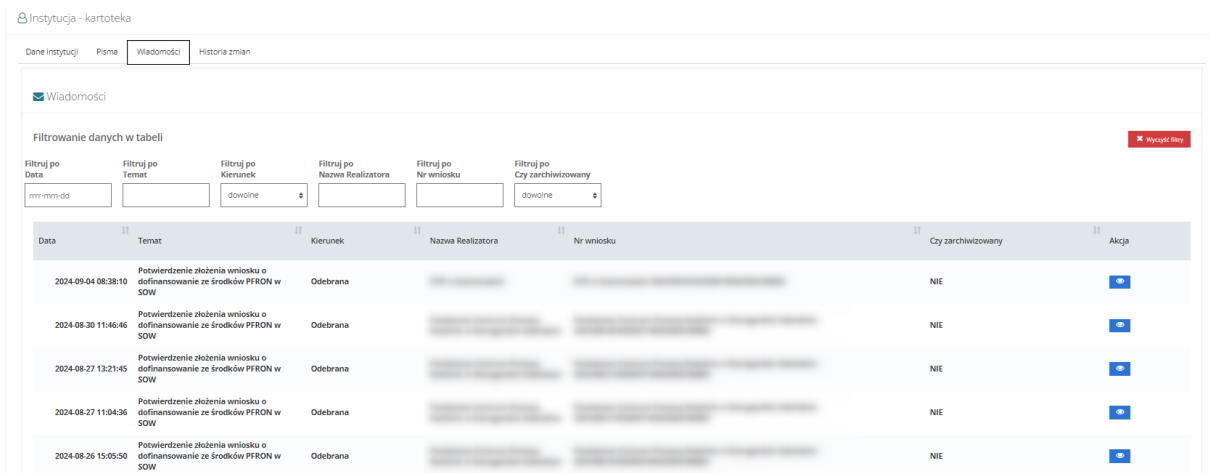 Instytucja - kartoteka
Dane instytucji Pisma Wiadomości Historia zmian
Wiadomości
Filtrowanie danych w tabeli
Wyczyść filtry
Filtruj po Filtruj po Filtruj po Filtruj po Filtruj po Filtruj po
Data Temat Kierunek Nazwa Realizatora Nr wniosku Czy zarchiwizowany
rrrr-mm-dd dowolne dowolne
Data Temat Kierunek Nazwa Realizatora Nr wniosku Czy zarchiwizowany Akcja
Potwierdzenie złożenia wniosku o
2024-09-04 08:38:10 dofinansowanie ze środków PFRON w Odebrana NIE
SOW
Potwierdzenie złożenia wniosku o
2024-08-30 11:46:46 dofinansowanie ze środków PFRON w Odebrana NIE
SOW
Potwierdzenie złożenia wniosku o
2024-08-27 13:21:45 dofinansowanie ze środków PFRON w Odebrana NIE
SOW
Potwierdzenie złożenia wniosku o
2024-08-27 11:04:36 dofinansowanie ze środków PFRON w Odebrana NIE
SOW
Potwierdzenie złożenia wniosku o
2024-08-26 15:05:50 dofinansowanie ze środków PFRON w Odebrana NIE
SOW